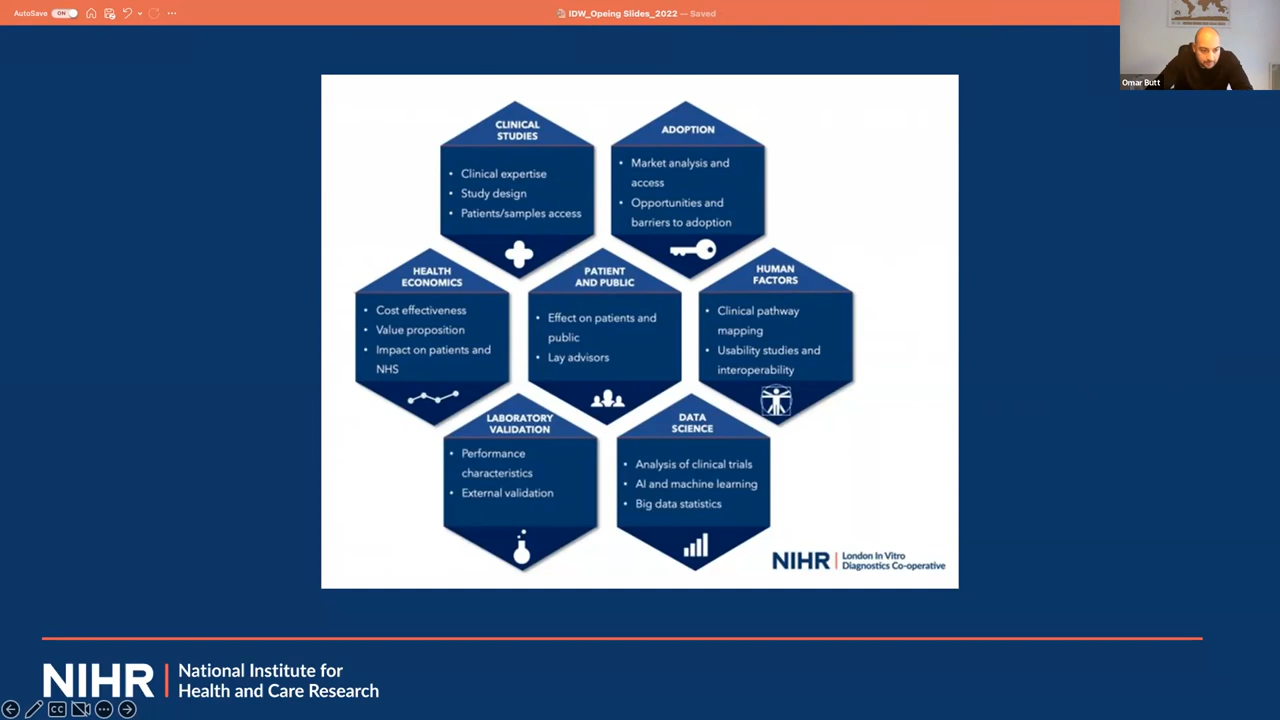 AutoSave ON
IDW_Opeing Slides_2022 — Saved
Omar Butt
CLINICAL
STUDIES
• Clinical expertise
• Study design
• Patients/samples access
ADOPTION
• Market analysis and
access
• Opportunities and
barriers to adoption
HEALTH
ECONOMICS
• Cost effectiveness
• Value proposition
• Impact on patients and
NHS
PATIENT
AND PUBLIC
• Effect on patients and
public
• Lay advisors
HUMAN
FACTORS
• Clinical pathway
mapping
• Usability studies and
interoperability
LABORATORY
VALIDATION
• Performance
characteristics
• External validation
DATA
SCIENCE
• Analysis of clinical trials
• AI and machine learning
• Big data statistics
NIHR | London In Vitro
Diagnostics Co-operative
NIHR | National Institute for
Health and Care Research
CC